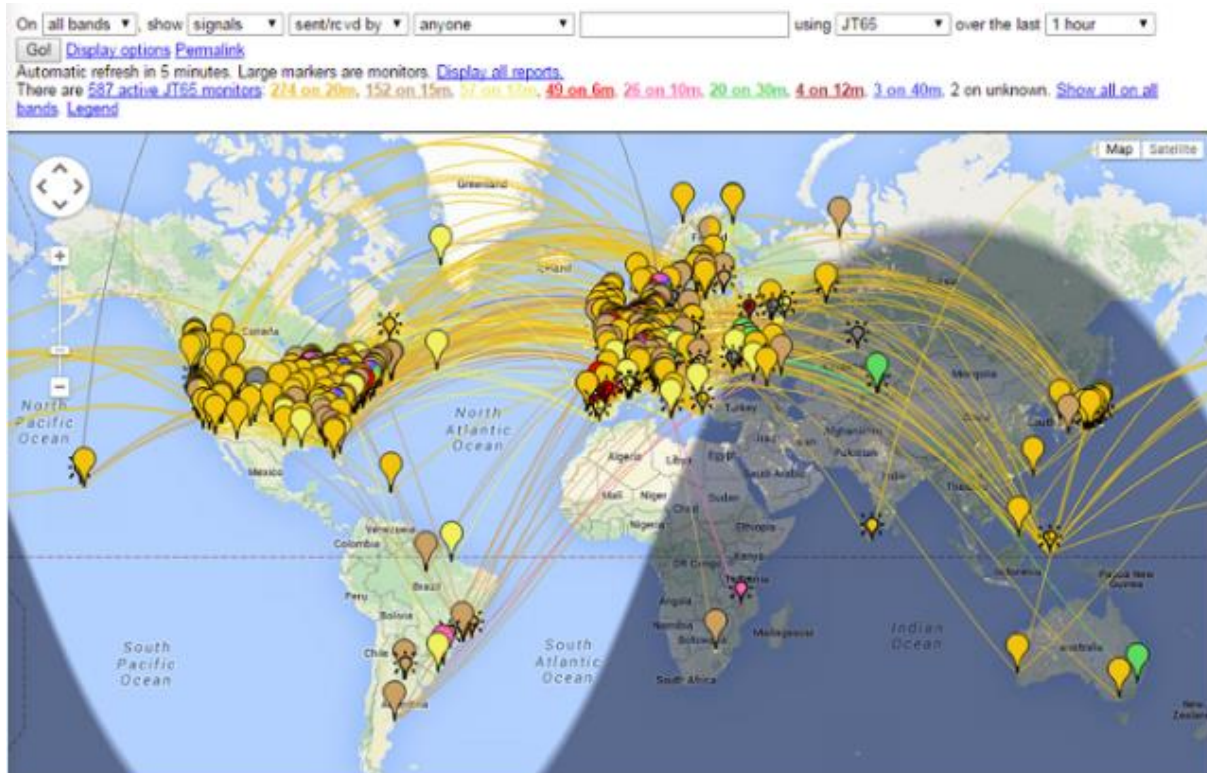 On all bands , show signals sent/rcvd by anyone using JT65 over the last 1 hour
Go! Display options Permalink
Automatic refresh in 5 minutes. Large markers are monitors. Display all reports.
There are 587 active JT65 monitors: 274 on 20m, 152 on 15m, 57 on 17m, 49 on 6m, 26 on 10m, 20 on 30m, 4 on 12m, 3 on 40m, 2 on unknown. Show all on all
bands. Legend
Map Satellite
Greenland
Iceland
Canada
North
Pacific
Ocean
North
Atlantic
Ocean
Mongolia
Turkey
Afghanistan
Iraq
Iran
Pakistan
Algeria
Libya
Egypt
Saudi Arabia
India
Mexico
Mali
Niger
Chad
Sudan
Nigeria
Ethiopia
Venezuela
Colombia
Kenya
DR Congo
Tanzania
Indonesia
Papua New
Guinea
Brazil
Peru
Bolivia
Angola
Namibia
Botswana
Madagascar
Chile
South
Pacific
Ocean
South
Atlantic
Ocean
Indian
Ocean
Australia
South Africa
Argentina
New
Zealand